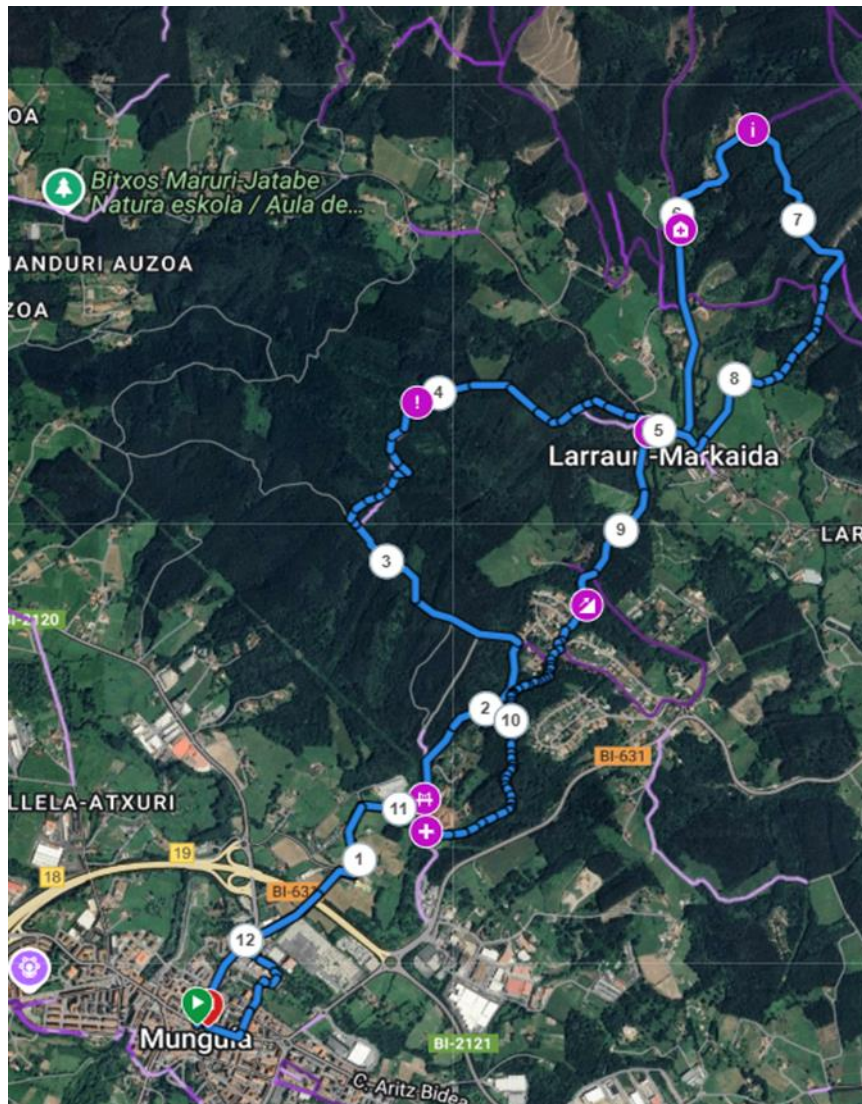 OA
Bitxos Maruri-Jatabe
Natura eskola / Aula de...
IANDURI AUZOA
ZOA
i
6
7
8
!
4
5
Larrauri-Markaida
9
LAR
3
BI-2120
2
10
BI-631
LLELA-ATXURI
11
1
19
18
BI-631
12
Mungia
BI-2121
C. Aritz Bidea